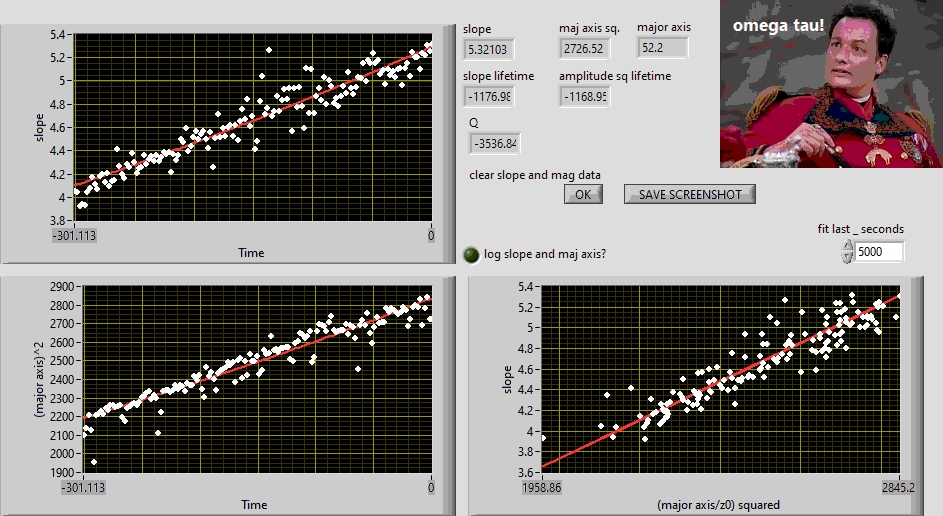 5.4
5.2
5
4.8
4.6
4.4
4.2
4
3.8
slope
-301.113
0
Time
slope
maj axis sq.
major axis
5.32103
2726.52
52.2
slope lifetime
amplitude sq lifetime
-1176.98
-1168.95
Q
-3536.84
clear slope and mag data
OK
SAVE SCREENSHOT
log slope and maj axis?
fit last _ seconds
5000
omega tau!
2900
2800
2700
2600
2500
2400
2300
2200
2100
2000
1900
(major axis)^2
-301.113
0
Time
5.4
5.2
5
4.8
4.6
4.4
4.2
4
3.8
3.6
slope
1958.86
2845.2
(major axis/z0) squared